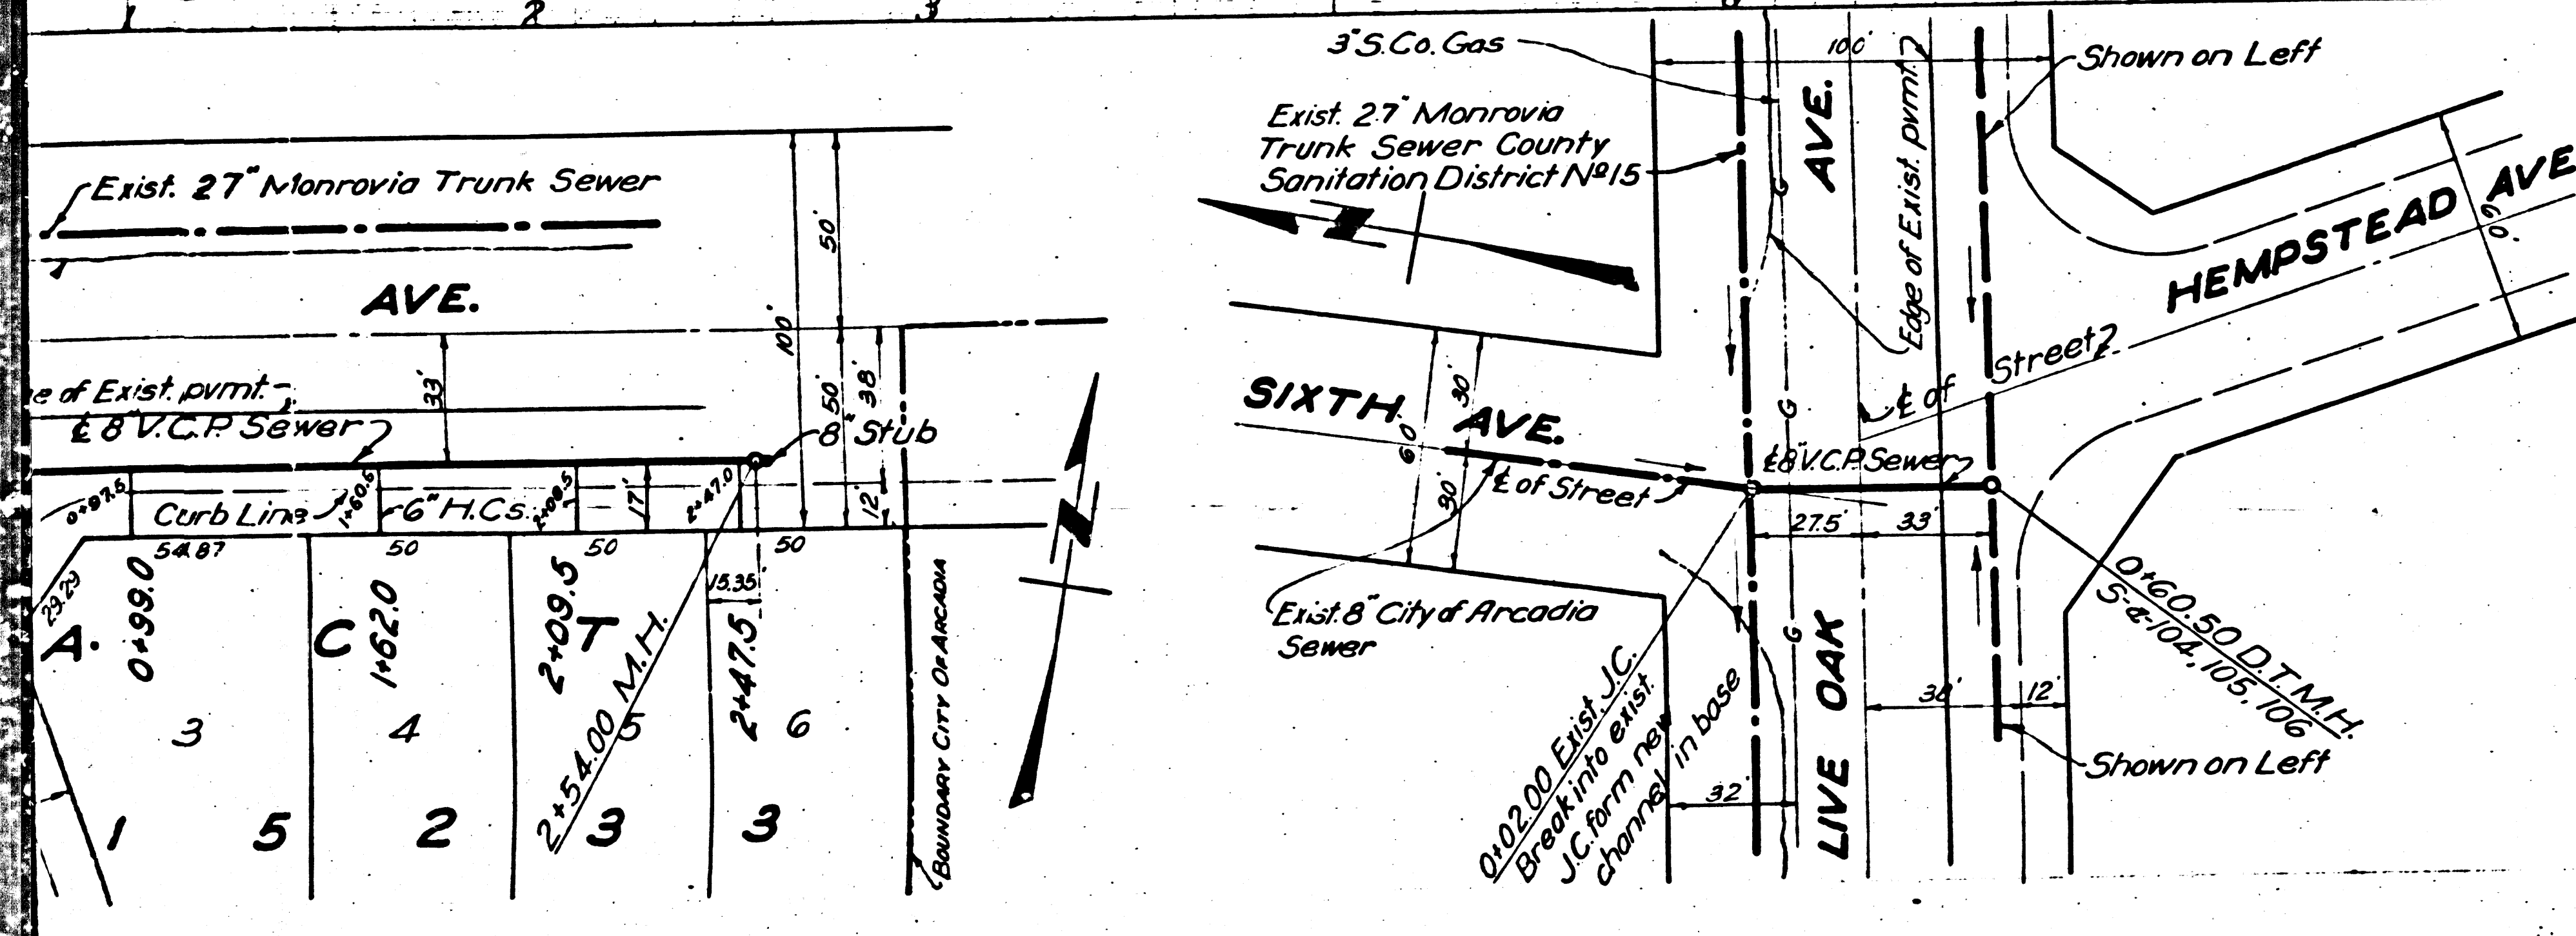 1 2 3
Exist. 27" Monrovia Trunk Sewer
AVE.
50'
100'
50'
38'
12'
33'
e of Exist. pvmt.
℄ 8" V.C.P. Sewer
8" Stub
0+97.5
Curb Line
1+60.5
6" H.Cs.
2+08.5
17'
2+47.0
54.87
50
50
50
15.35'
29.29
0+99.0
1+62.0
2+09.5
2+47.5
2+54.00 M.H.
A. C T
3 4 5 6
1 5 2 3 3
BOUNDARY CITY OF ARCADIA
3" S. Co. Gas
Exist. 27" Monrovia
Trunk Sewer County
Sanitation District Nº 15
100'
AVE.
Edge of Exist. pvmt.
Shown on Left
HEMPSTEAD AVE
60'
G
G
G
℄ of
Street
SIXTH AVE.
60
30'
30'
℄ of Street
℄ 8" V.C.P. Sewer
27.5' 33'
Exist. 8" City of Arcadia
Sewer
0+02.00 Exist. J.C.
Break into exist.
J.C. form new
channel in base
32'
LIVE OAK
38' 12'
0+60.50 D.T.M.H.
S-a-104, 105, 106
Shown on Left